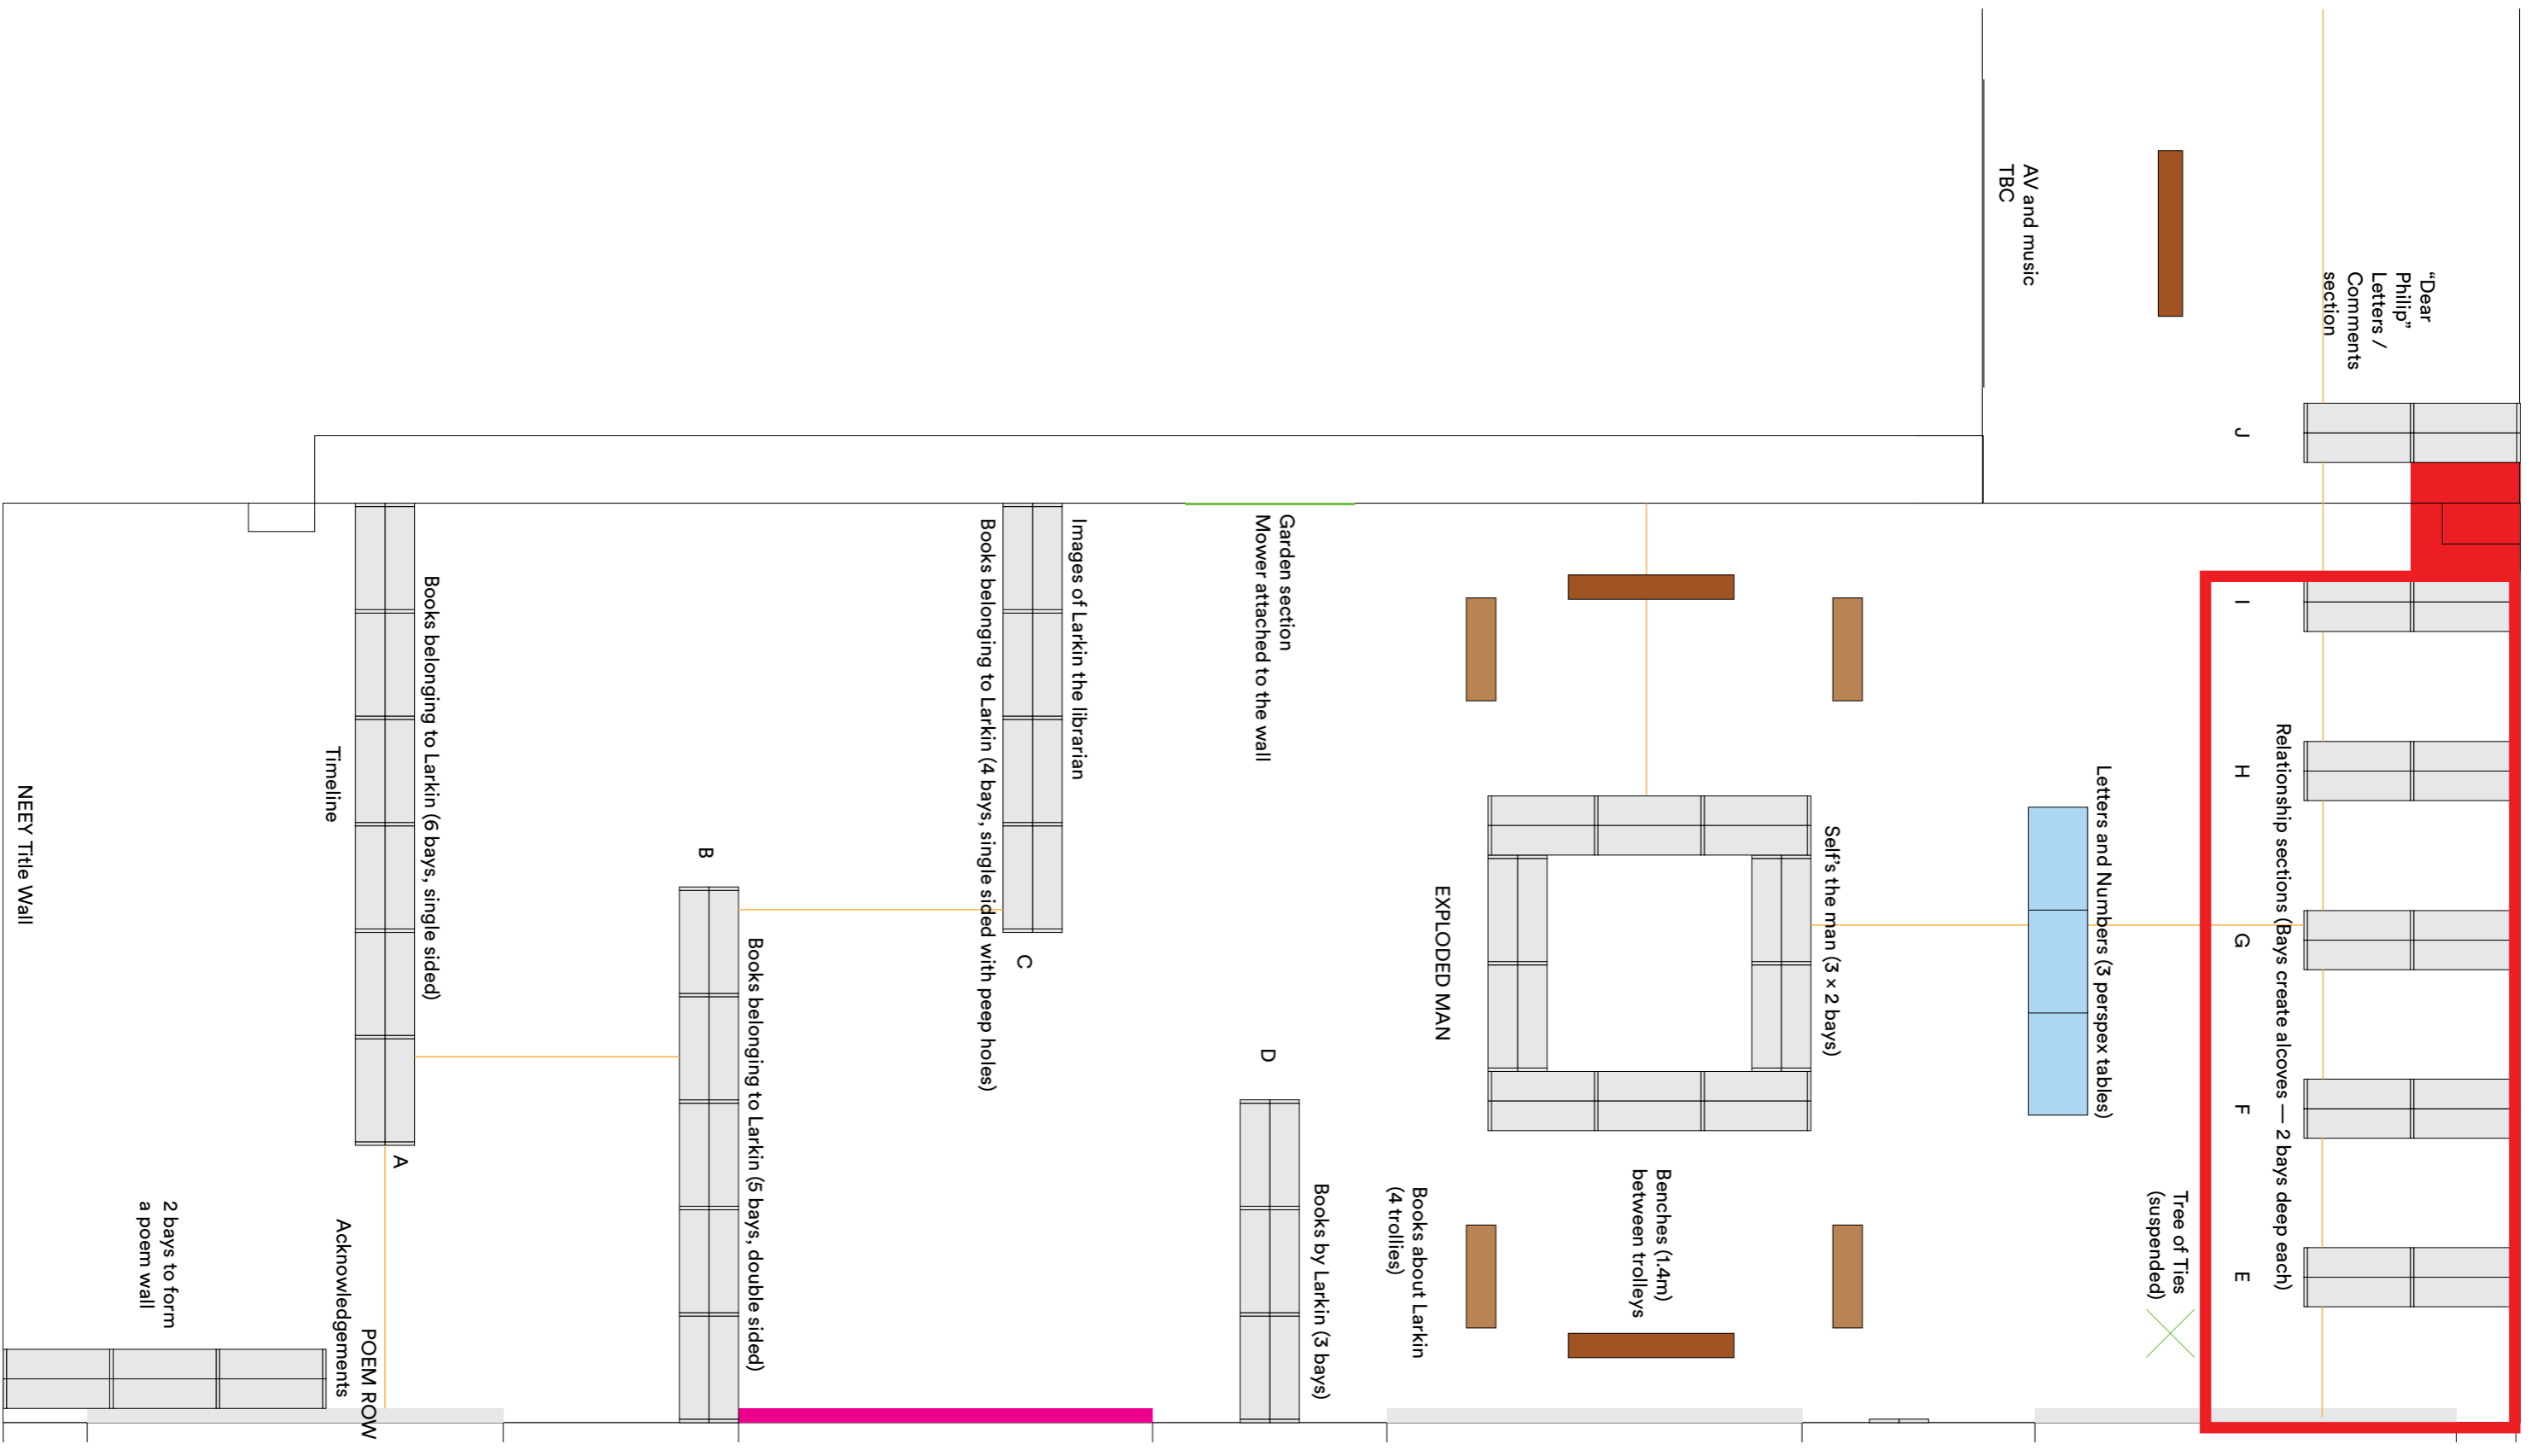 AV and music
TBC
“Dear
Philip”
Letters /
Comments
section
J
I
H
G
F
E
Relationship sections (Bays create alcoves — 2 bays deep each)
Letters and Numbers (3 perspex tables)
Tree of Ties
(suspended)
Self’s the man (3 × 2 bays)
EXPLODED MAN
Benches (1.4m)
between trolleys
Books about Larkin
(4 trollies)
Garden section
Mower attached to the wall
D
Books by Larkin (3 bays)
Images of Larkin the librarian
Books belonging to Larkin (4 bays, single sided with peep holes)
C
B
Books belonging to Larkin (5 bays, double sided)
Books belonging to Larkin (6 bays, single sided)
Timeline
A
POEM ROW
Acknowledgements
2 bays to form
a poem wall
NEEY Title Wall